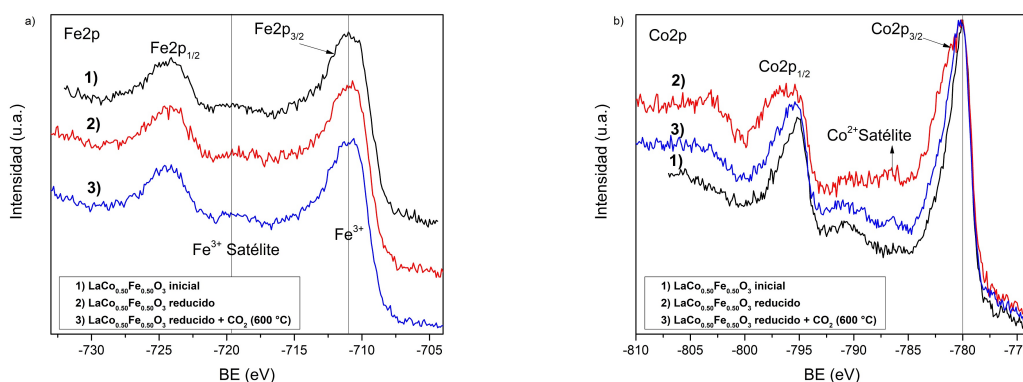 a)
Fe2p
Fe2p1/2
Fe2p3/2
1)
2)
3)
Fe3+ Satélite
Fe3+
1) LaCo0.50Fe0.50O3 inicial
2) LaCo0.50Fe0.50O3 reducido
3) LaCo0.50Fe0.50O3 reducido + CO2 (600 °C)
Intensidad (u.a.)
-730 -725 -720 -715 -710 -705
BE (eV)
b)
Co2p
Co2p3/2
Co2p1/2
2)
3)
1)
Co2+Satélite
1) LaCo0.50Fe0.50O3 inicial
2) LaCo0.50Fe0.50O3 reducido
3) LaCo0.50Fe0.50O3 reducido + CO2 (600 °C)
Intensidad (u.a.)
-810 -805 -800 -795 -790 -785 -780
BE (eV)